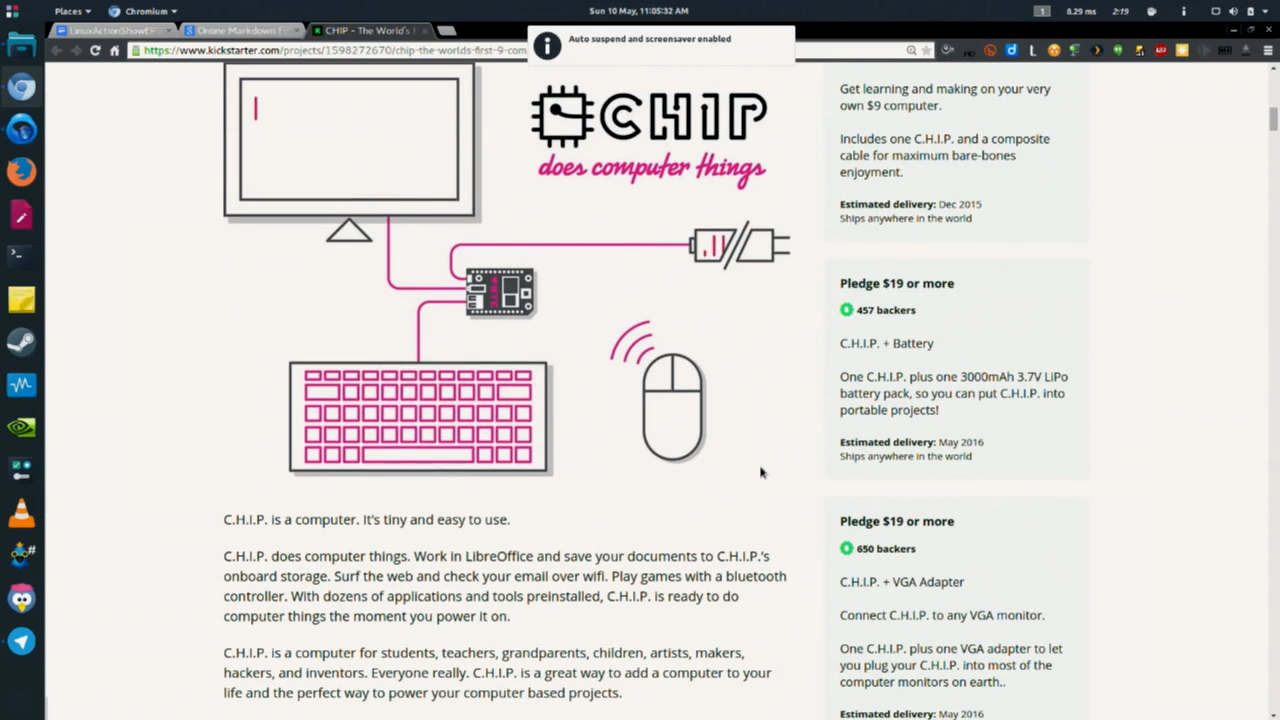 Places
Chromium
Sun 10 May, 11:05:32 AM
1
8.29 ms
2:19
LinuxActionShowEP
Online Markdown E
CHIP - The World's
https://www.kickstarter.com/projects/1598272670/chip-the-worlds-first-9-com
Auto suspend and screensaver enabled
CHIP
does computer things
C.H.I.P. is a computer. It's tiny and easy to use.
C.H.I.P. does computer things. Work in LibreOffice and save your documents to C.H.I.P.'s
onboard storage. Surf the web and check your email over wifi. Play games with a bluetooth
controller. With dozens of applications and tools preinstalled, C.H.I.P. is ready to do
computer things the moment you power it on.
C.H.I.P. is a computer for students, teachers, grandparents, children, artists, makers,
hackers, and inventors. Everyone really. C.H.I.P. is a great way to add a computer to your
life and the perfect way to power your computer based projects.
Get learning and making on your very
own $9 computer.
Includes one C.H.I.P. and a composite
cable for maximum bare-bones
enjoyment.
Estimated delivery: Dec 2015
Ships anywhere in the world
Pledge $19 or more
457 backers
C.H.I.P. + Battery
One C.H.I.P. plus one 3000mAh 3.7V LiPo
battery pack, so you can put C.H.I.P. into
portable projects!
Estimated delivery: May 2016
Ships anywhere in the world
Pledge $19 or more
650 backers
C.H.I.P. + VGA Adapter
Connect C.H.I.P. to any VGA monitor.
One C.H.I.P. plus one VGA adapter to let
you plug your C.H.I.P. into most of the
computer monitors on earth..
Estimated delivery: May 2016